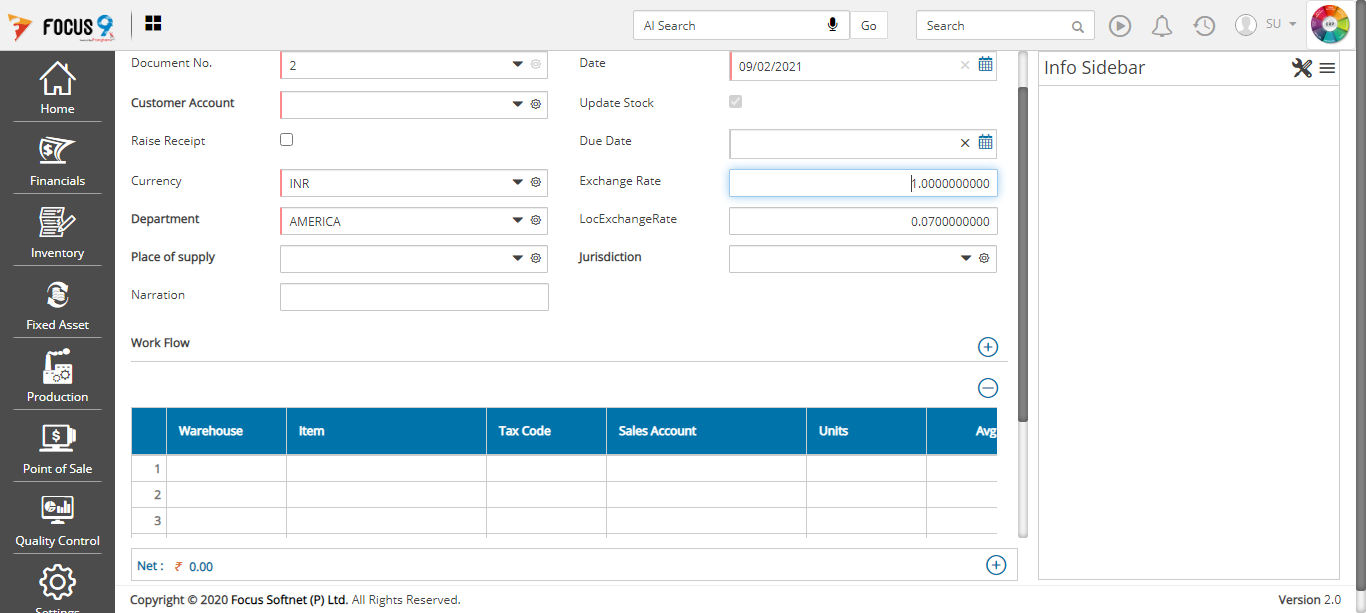 FOCUS 9
AI Search
Go
Search
SU
ERP
Home
Financials
Inventory
Fixed Asset
Production
Point of Sale
Quality Control
Settings
Document No. 2
Date 09/02/2021
Customer Account
Update Stock
Raise Receipt
Due Date
Currency INR
Exchange Rate 1.0000000000
Department AMERICA
LocExchangeRate 0.0700000000
Place of supply
Jurisdiction
Narration
Work Flow
Warehouse Item Tax Code Sales Account Units Avg
1
2
3
Net : ₹ 0.00
Info Sidebar
Copyright © 2020 Focus Softnet (P) Ltd. All Rights Reserved.
Version 2.0